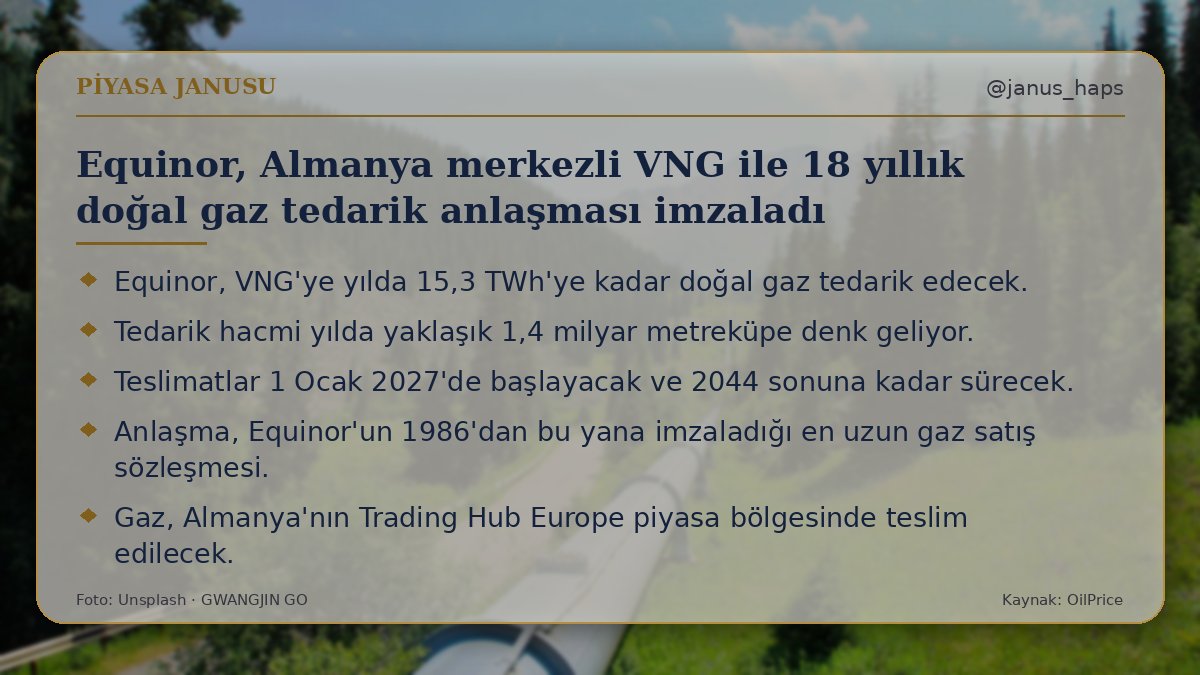 PİYASA JANUSU
@janus_haps
Equinor, Almanya merkezli VNG ile 18 yıllık
doğal gaz tedarik anlaşması imzaladı
Equinor, VNG'ye yılda 15,3 TWh'ye kadar doğal gaz tedarik edecek.
Tedarik hacmi yılda yaklaşık 1,4 milyar metreküpe denk geliyor.
Teslimatlar 1 Ocak 2027'de başlayacak ve 2044 sonuna kadar sürecek.
Anlaşma, Equinor'un 1986'dan bu yana imzaladığı en uzun gaz satış
sözleşmesi.
Gaz, Almanya'nın Trading Hub Europe piyasa bölgesinde teslim
edilecek.
Foto: Unsplash · GWANGJIN GO
Kaynak: OilPrice